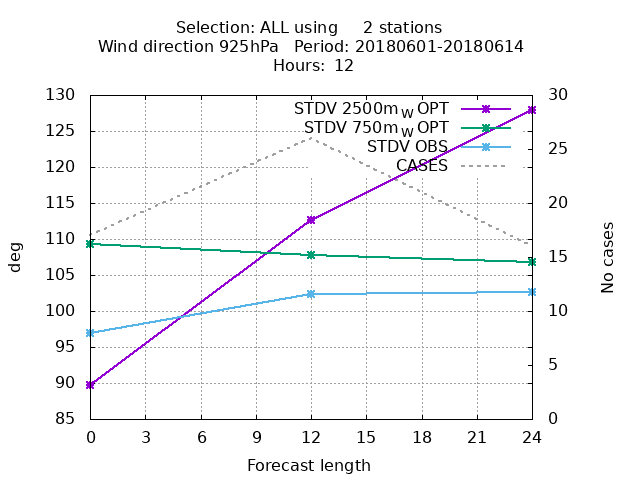 Selection: ALL using     2 stations
Wind direction 925hPa   Period: 20180601-20180614
Hours: 12
130 30
STDV 2500m W OPT
125
STDV 750m W OPT
25
STDV OBS
120
CASES
115 20
110
15
105
100 10
95
5
90
85 0
deg
No cases
0 3 6 9 12 15 18 21 24
Forecast length